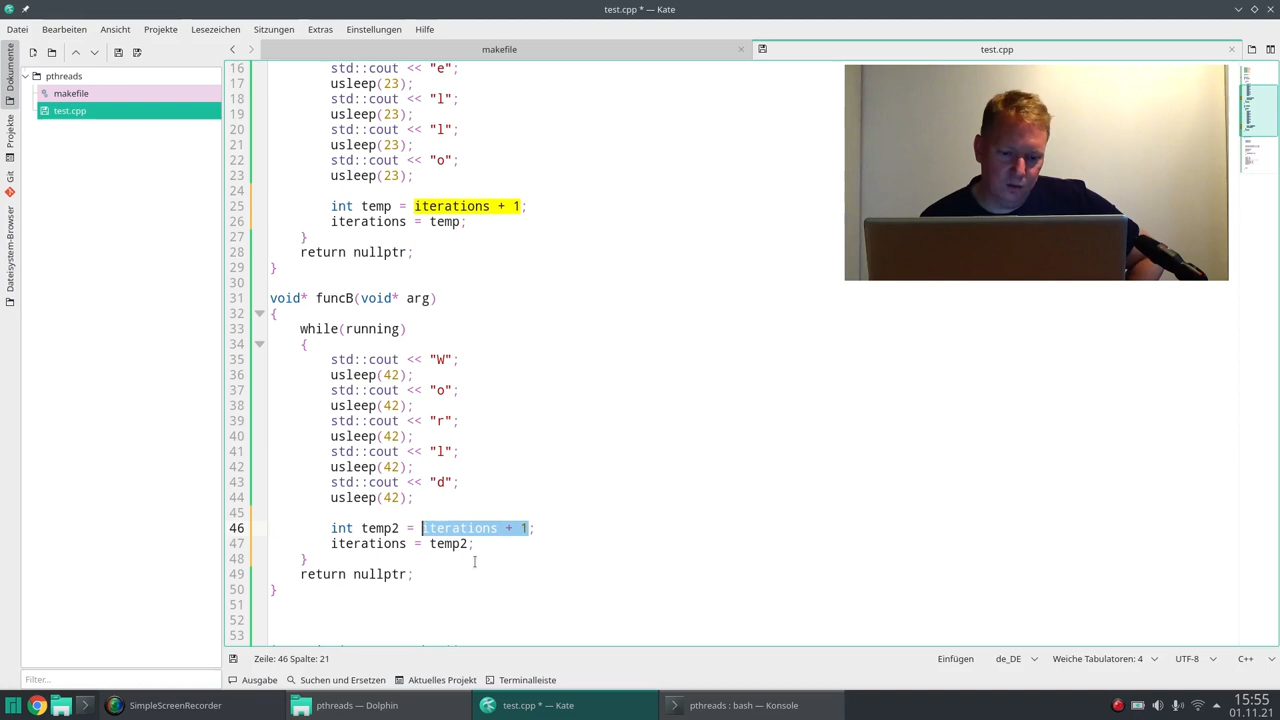 test.cpp * — Kate
Datei Bearbeiten Ansicht Projekte Lesezeichen Sitzungen Extras Einstellungen Hilfe
makefile
test.cpp
Dokumente
Projekte
Git
Dateisystem-Browser
pthreads
makefile
test.cpp
Filter...
16 std::cout << "e";
17 usleep(23);
18 std::cout << "l";
19 usleep(23);
20 std::cout << "l";
21 usleep(23);
22 std::cout << "o";
23 usleep(23);
24
25 int temp = iterations + 1;
26 iterations = temp;
27 }
28 return nullptr;
29 }
30
31 void* funcB(void* arg)
32 {
33 while(running)
34 {
35 std::cout << "W";
36 usleep(42);
37 std::cout << "o";
38 usleep(42);
39 std::cout << "r";
40 usleep(42);
41 std::cout << "l";
42 usleep(42);
43 std::cout << "d";
44 usleep(42);
45
46 int temp2 = iterations + 1;
47 iterations = temp2;
48 }
49 return nullptr;
50 }
51
52
53
Zeile: 46 Spalte: 21 Einfügen de_DE Weiche Tabulatoren: 4 UTF-8 C++
Ausgabe Suchen und Ersetzen Aktuelles Projekt Terminalleiste
SimpleScreenRecorder pthreads — Dolphin test.cpp * — Kate pthreads : bash — Konsole
15:55
01.11.21